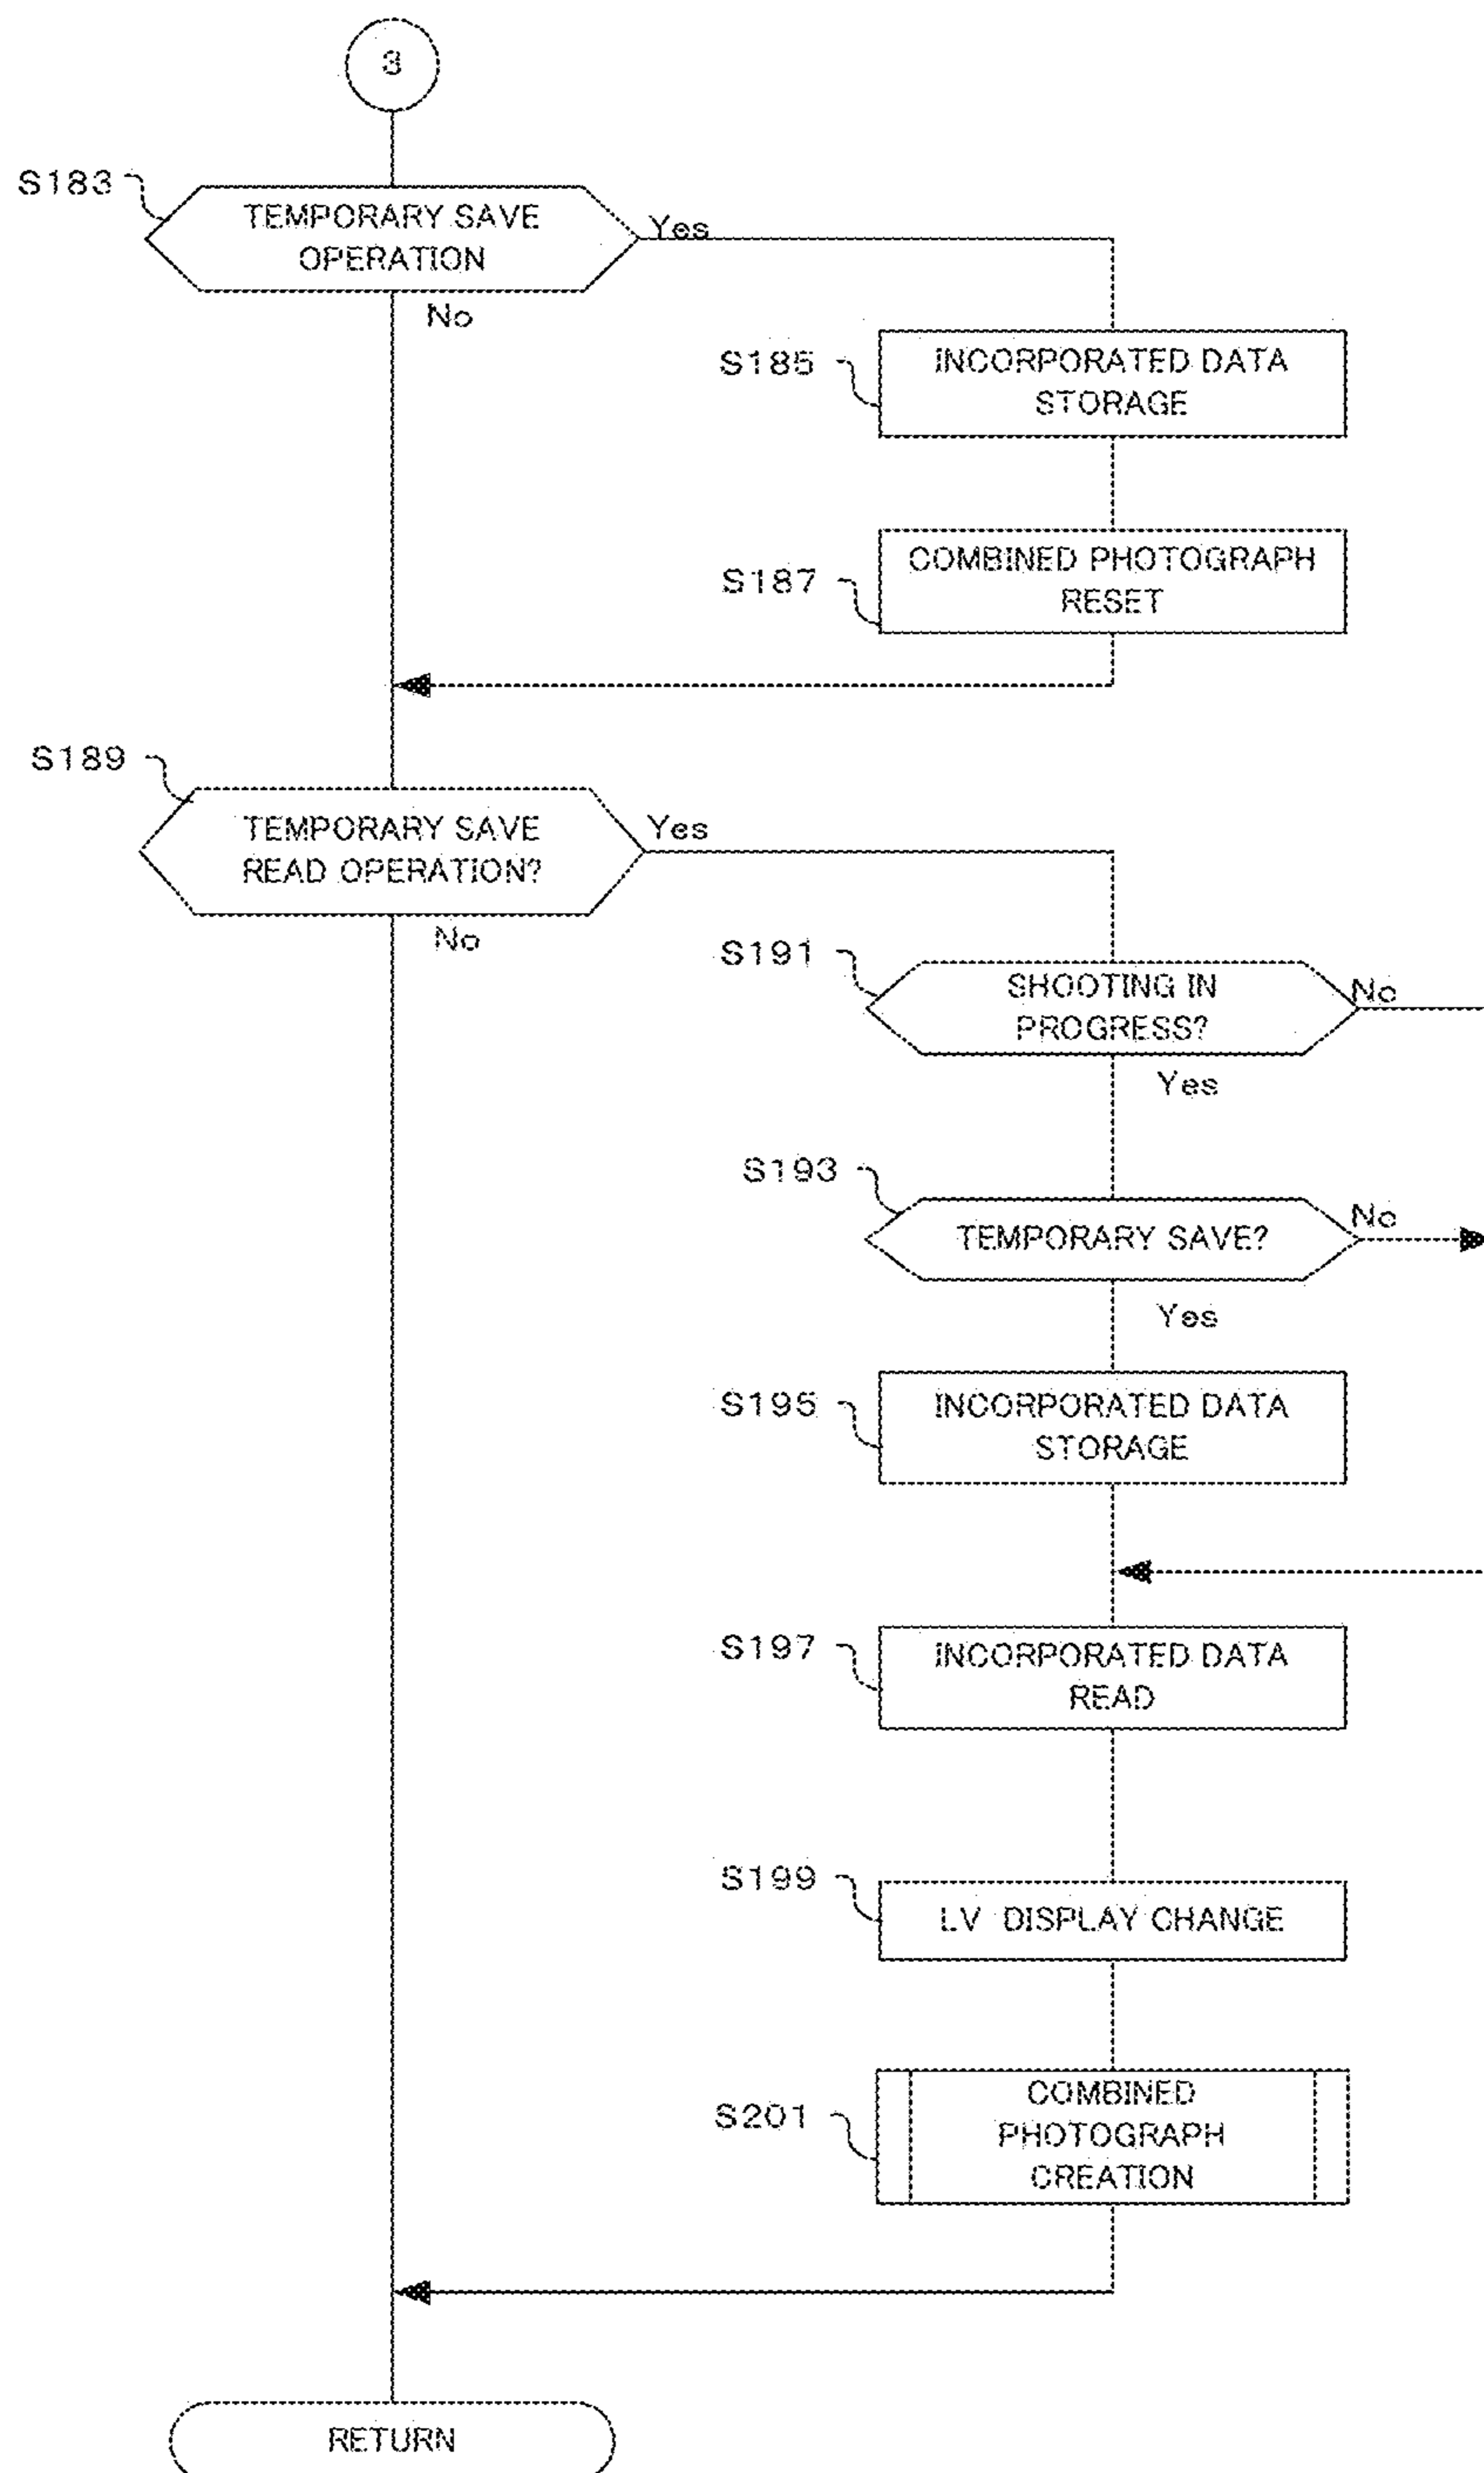 3
S183
TEMPORARY SAVE
OPERATION
Yes
No
S185
INCORPORATED DATA
STORAGE
S187
COMBINED PHOTOGRAPH
RESET
S189
TEMPORARY SAVE
READ OPERATION?
Yes
No
S191
SHOOTING IN
PROGRESS?
No
Yes
S193
TEMPORARY SAVE?
No
Yes
S195
INCORPORATED DATA
STORAGE
S197
INCORPORATED DATA
READ
S199
LV DISPLAY CHANGE
S201
COMBINED
PHOTOGRAPH
CREATION
RETURN